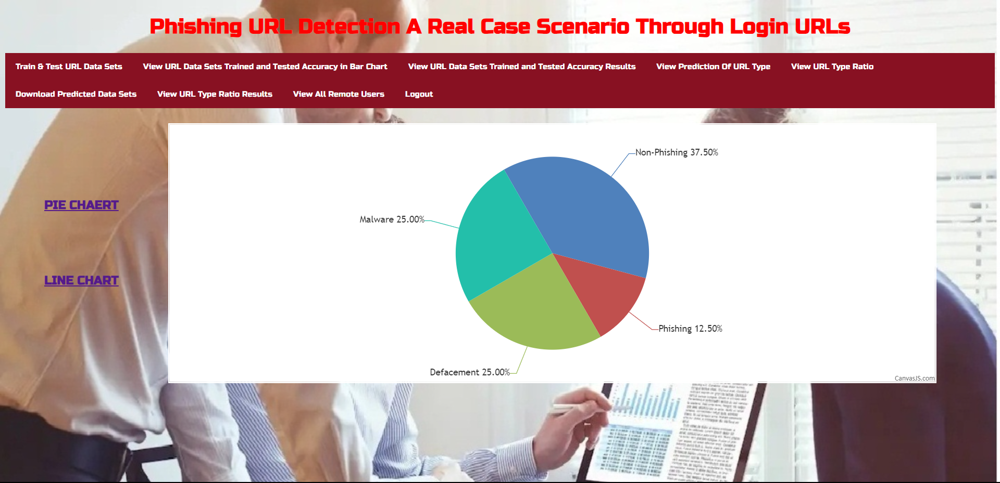 Phishing URL Detection A Real Case Scenario Through Login URLs
Train & Test URL Data Sets View URL Data Sets Trained and Tested Accuracy in Bar Chart View URL Data Sets Trained and Tested Accuracy Results View Prediction Of URL Type View URL Type Ratio
Download Predicted Data Sets View URL Type Ratio Results View All Remote Users Logout
PIE CHAERT
LINE CHART
Non-Phishing 37.50%
Malware 25.00%
Phishing 12.50%
Defacement 25.00%
CanvasJS.com